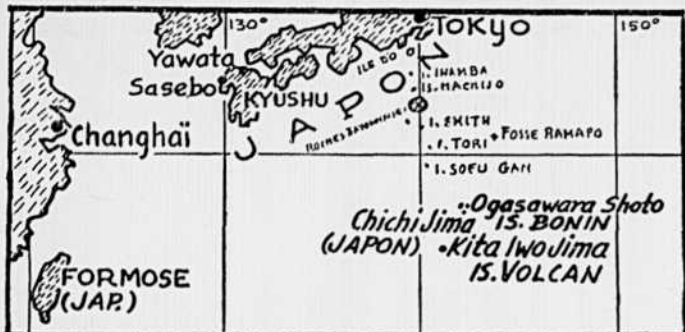 130°
150°
TOKYO
Yawata
Sasebo
KYUSHU
JAPON
ILE DO O
I. INAMBA
IS. HACHIJO
I. SMITH
I. TORI
FOSSE RAMAPO
I. SOFU GAN
Changhaï
Ogasawara Shoto
Chichi Jima IS. BONIN
(JAPON) Kita Iwo Jima
IS. VOLCAN
FORMOSE
(JAP.)